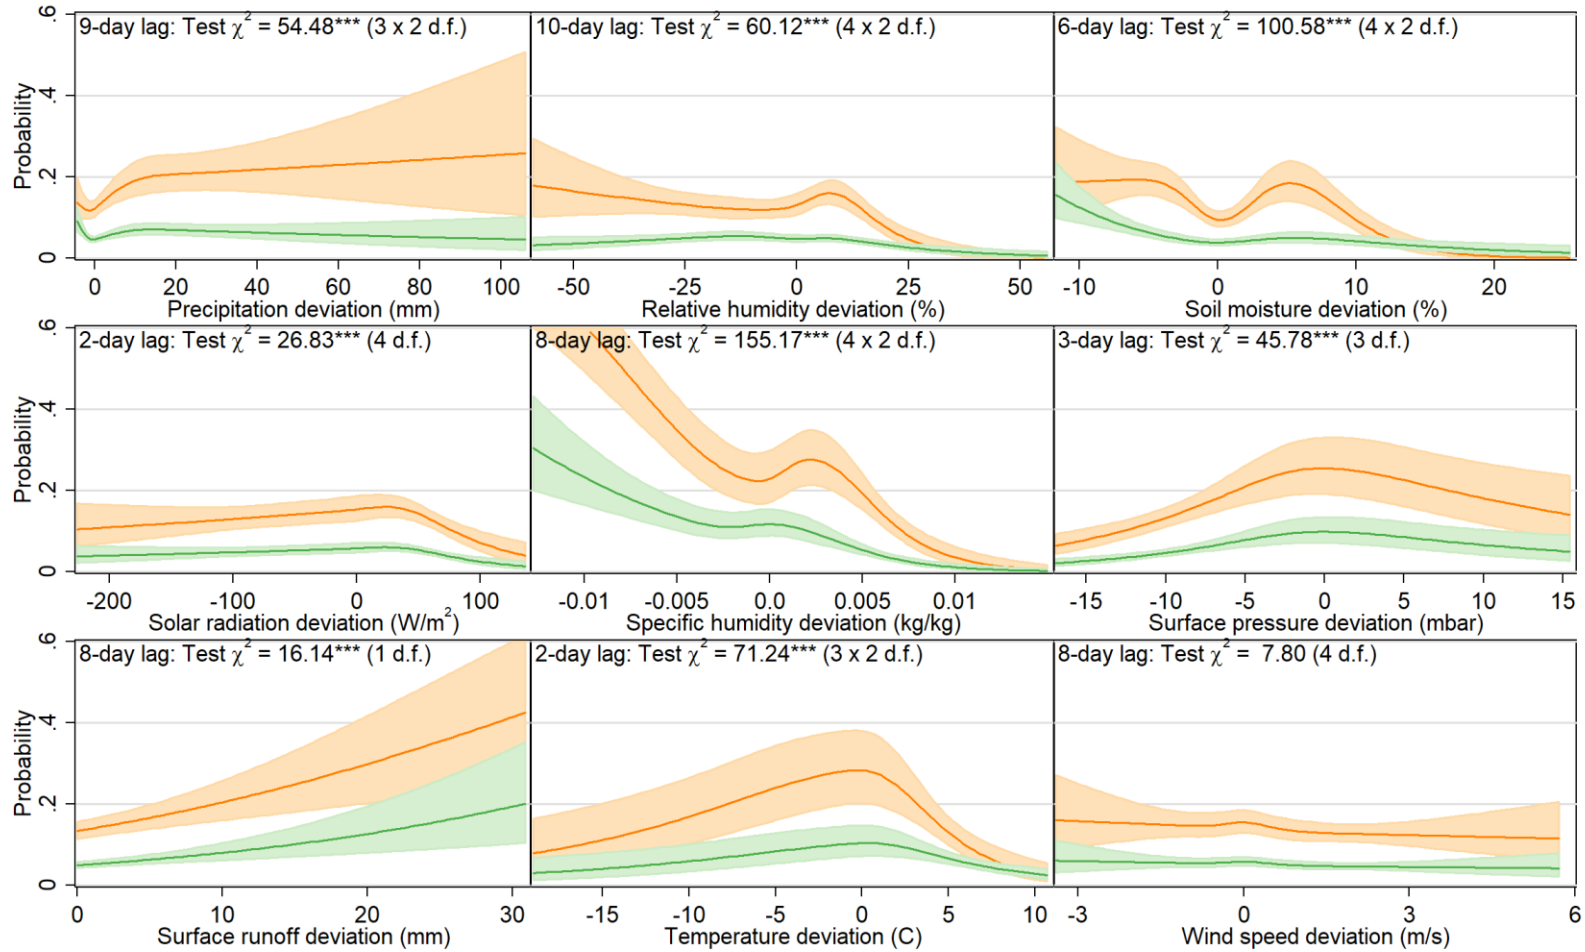 9-day lag: Test χ² = 54.48*** (3 x 2 d.f.)
10-day lag: Test χ² = 60.12*** (4 x 2 d.f.)
6-day lag: Test χ² = 100.58*** (4 x 2 d.f.)
Probability
0 .2 .4 .6
0 20 40 60 80 100
-50 -25 0 25 50
-10 0 10 20
Precipitation deviation (mm)
Relative humidity deviation (%)
Soil moisture deviation (%)
2-day lag: Test χ² = 26.83*** (4 d.f.)
8-day lag: Test χ² = 155.17*** (4 x 2 d.f.)
3-day lag: Test χ² = 45.78*** (3 d.f.)
Probability
0 .2 .4 .6
-200 -100 0 100
-0.01 -0.005 0.0 0.005 0.01
-15 -10 -5 0 5 10 15
Solar radiation deviation (W/m²)
Specific humidity deviation (kg/kg)
Surface pressure deviation (mbar)
8-day lag: Test χ² = 16.14*** (1 d.f.)
2-day lag: Test χ² = 71.24*** (3 x 2 d.f.)
8-day lag: Test χ² = 7.80 (4 d.f.)
Probability
0 .2 .4 .6
0 10 20 30
-15 -10 -5 0 5 10
-3 0 3 6
Surface runoff deviation (mm)
Temperature deviation (C)
Wind speed deviation (m/s)